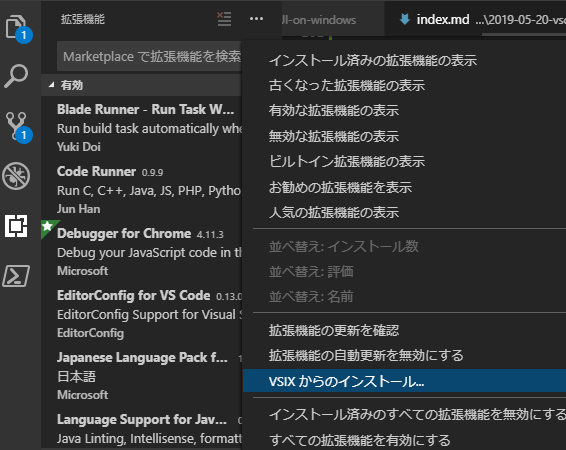 拡張機能
JI-on-windows
index.md ...\2019-05-20-vsc
1
Marketplace で拡張機能を検索
有効
Blade Runner - Run Task W...
Run build task automatically whe
Yuki Doi
1
Code Runner 0.9.9
Run C, C++, Java, JS, PHP, Python
Jun Han
Debugger for Chrome 4.11.3
Debug your JavaScript code in th
Microsoft
EditorConfig for VS Code 0.13.0
EditorConfig Support for Visual S
EditorConfig
Japanese Language Pack f...
日本語
Microsoft
Language Support for Jav...
Java Linting, Intellisense, formatt
インストール済みの拡張機能の表示
古くなった拡張機能の表示
有効な拡張機能の表示
無効な拡張機能の表示
ビルトイン拡張機能の表示
お勧めの拡張機能を表示
人気の拡張機能の表示
並べ替え: インストール数
並べ替え: 評価
並べ替え: 名前
拡張機能の更新を確認
拡張機能の自動更新を無効にする
VSIX からのインストール...
インストール済みのすべての拡張機能を無効にする
すべての拡張機能を有効にする